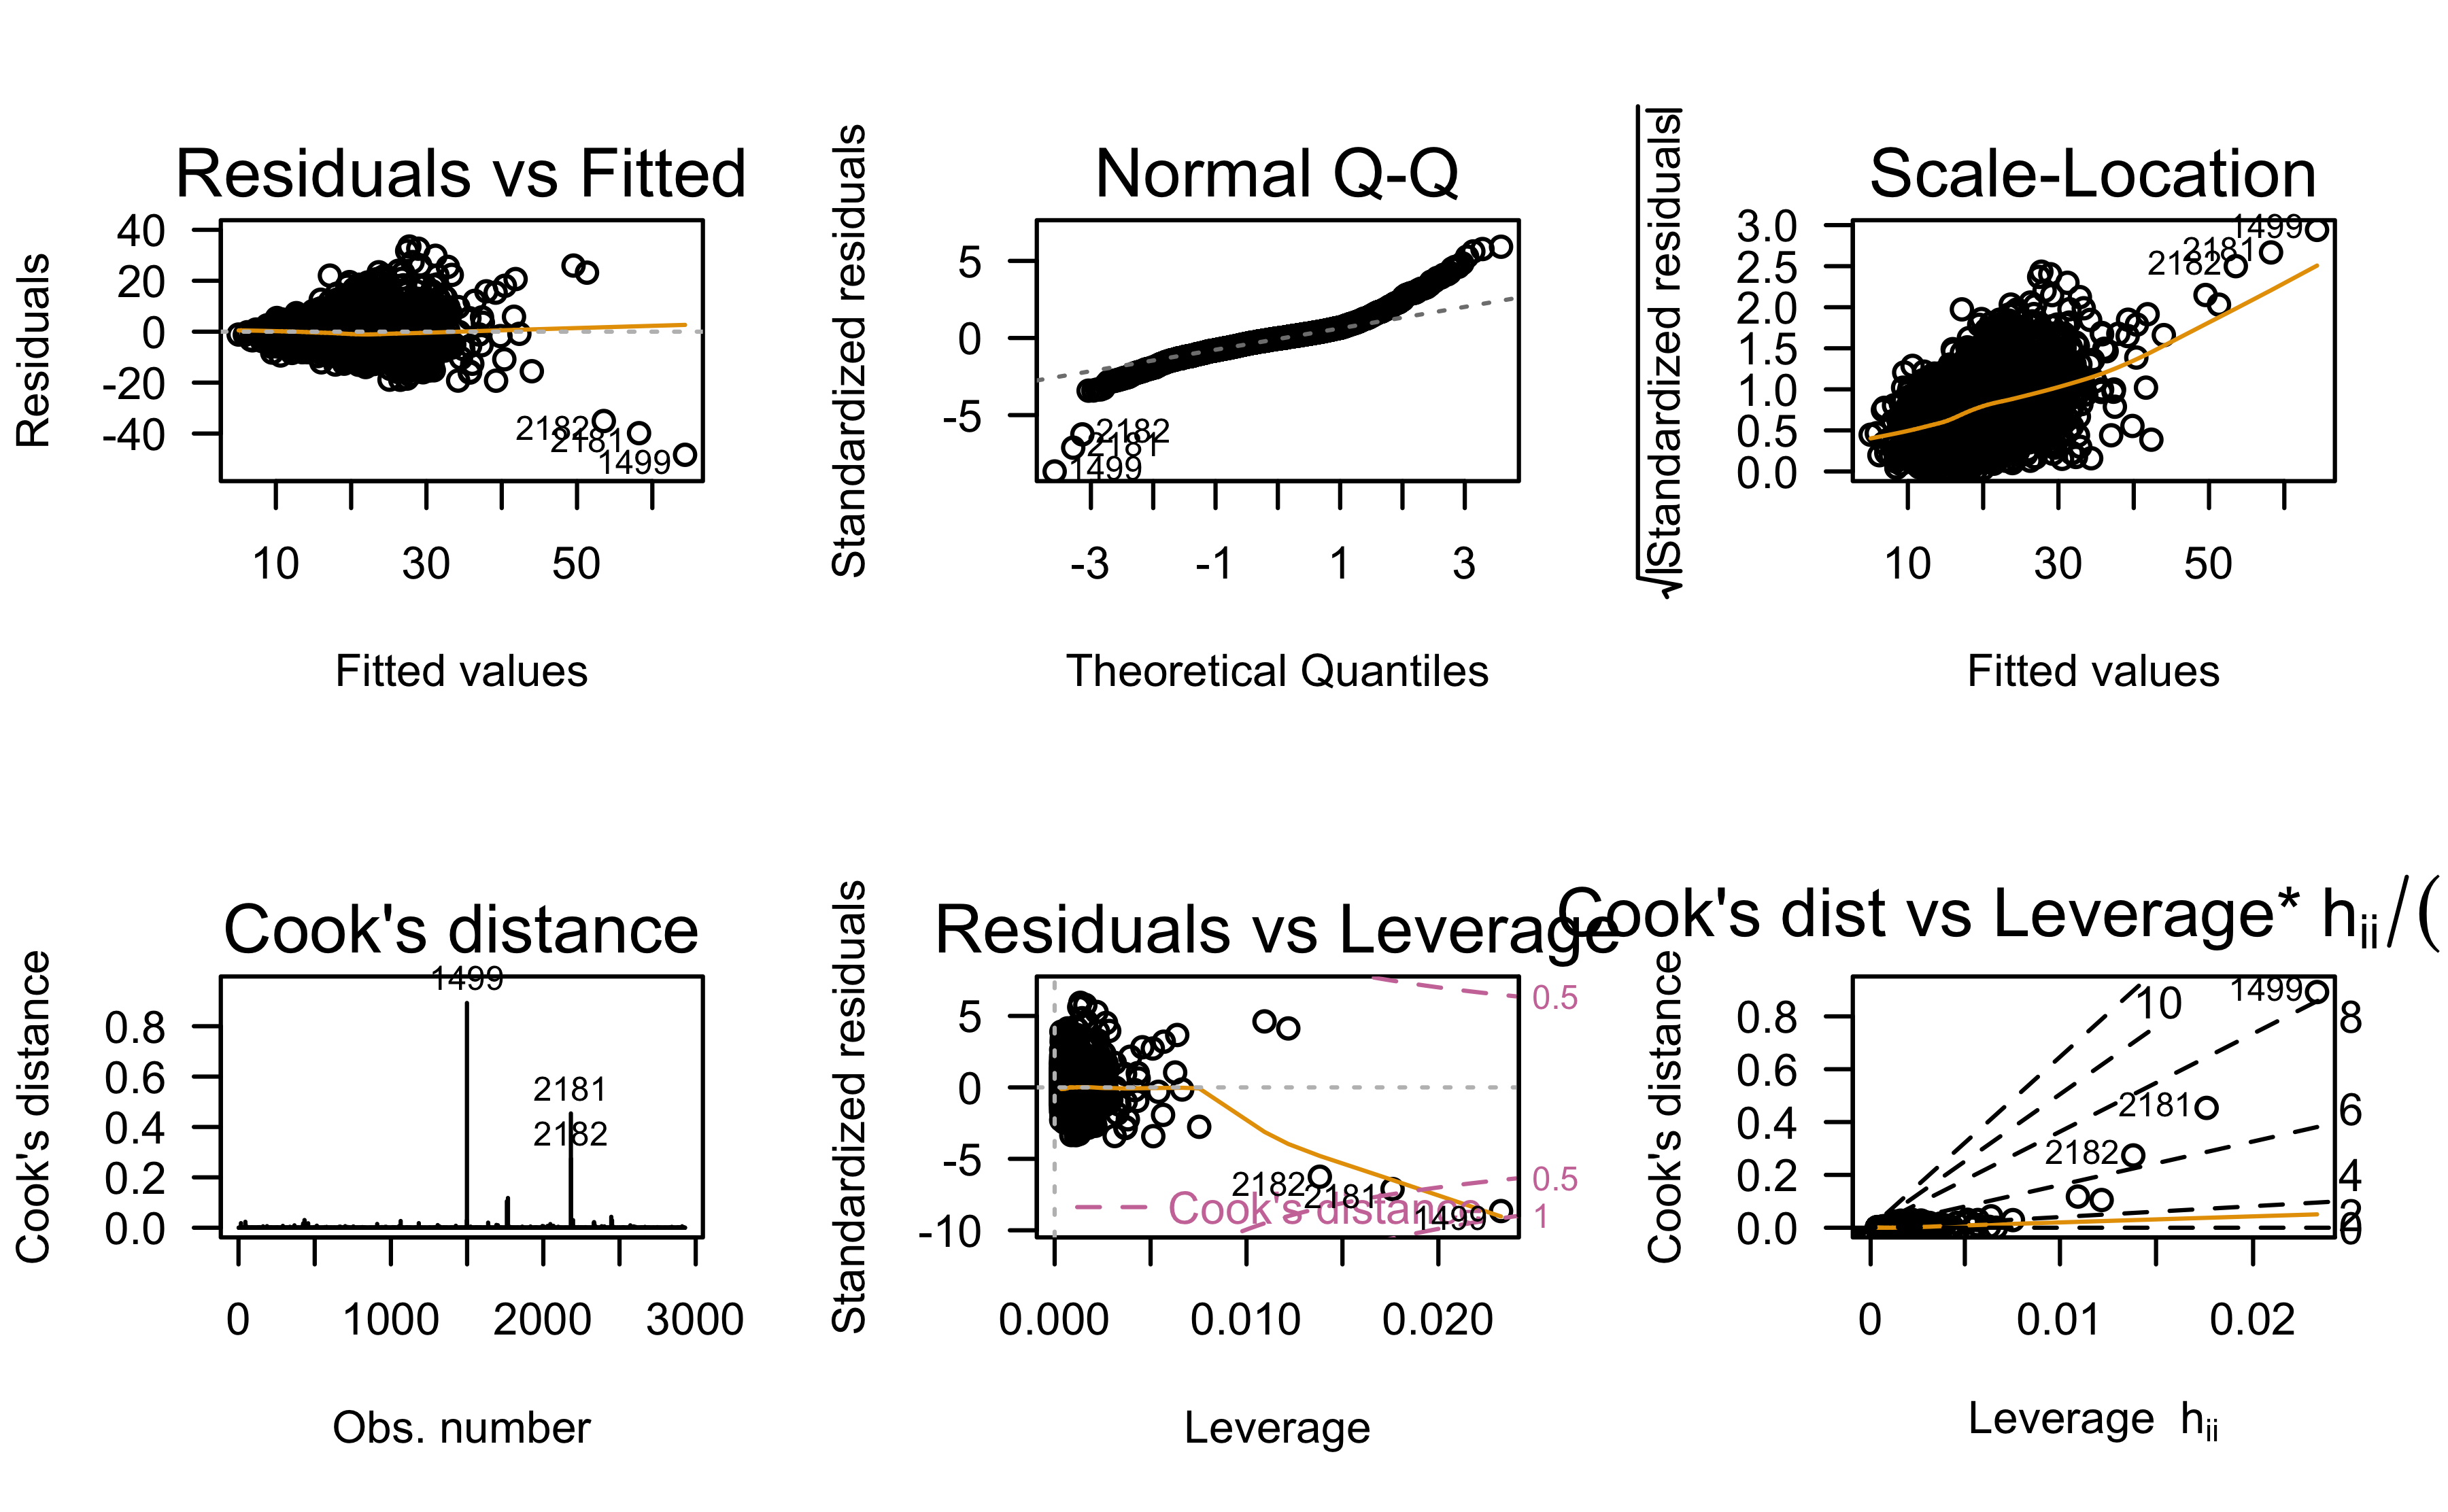 Residuals vs Fitted
Residuals
40
20
0
-20
-40
2182
2181
1499
10 30 50
Fitted values
Normal Q-Q
Standardized residuals
5
0
-5
2182
2181
1499
-3 -1 1 3
Theoretical Quantiles
Scale-Location
√|Standardized residuals|
3.0
2.5
2.0
1.5
1.0
0.5
0.0
1499
2181
2182
10 30 50
Fitted values
Cook's distance
Cook's distance
0.8
0.6
0.4
0.2
0.0
1499
2181
2182
0 1000 2000 3000
Obs. number
Residuals vs Leverage
Standardized residuals
5
0
-5
-10
0.5
0.5
1
2182
2181
1499
Cook's distance
0.000 0.010 0.020
Leverage
Cook's dist vs Leverage* hii/(
Cook's distance
0.8
0.6
0.4
0.2
0.0
10
8
6
4
2
0
1499
2181
2182
0 0.01 0.02
Leverage hii